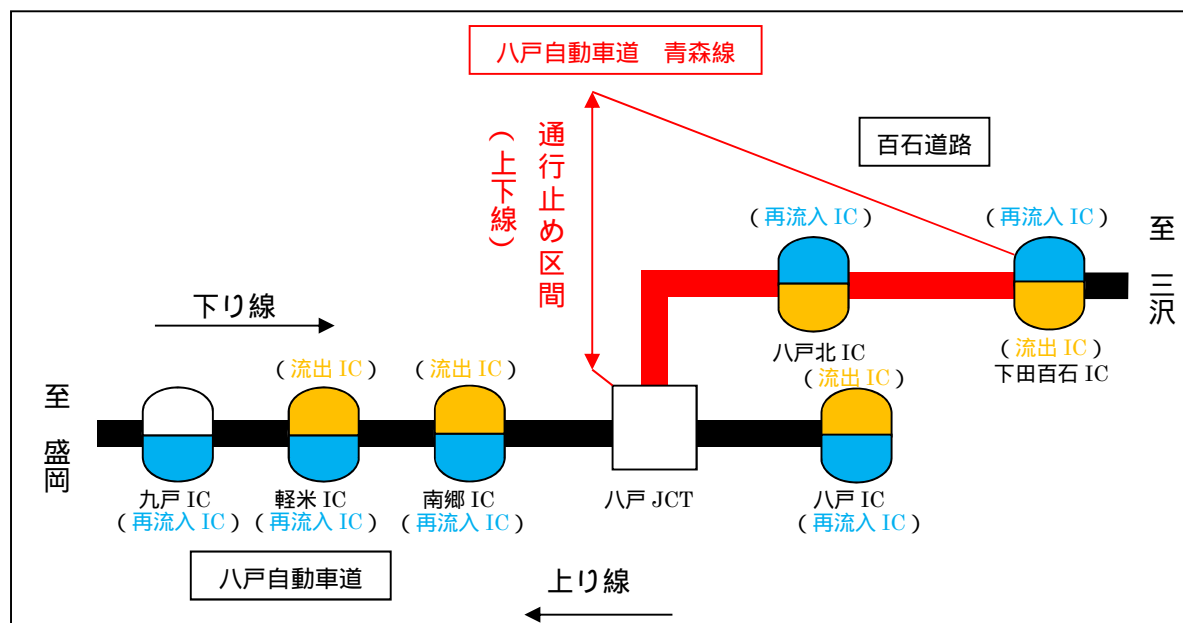 八戸自動車道　青森線
通行止め区間
（上下線）
百石道路
（再流入 IC）
（再流入 IC）
至　三沢
下り線
八戸北 IC
（流出 IC）
下田百石 IC
（流出 IC）
（流出 IC）
（流出 IC）
至　盛岡
九戸 IC
（再流入 IC）
軽米 IC
（再流入 IC）
南郷 IC
（再流入 IC）
八戸 JCT
八戸 IC
（再流入 IC）
八戸自動車道
上り線